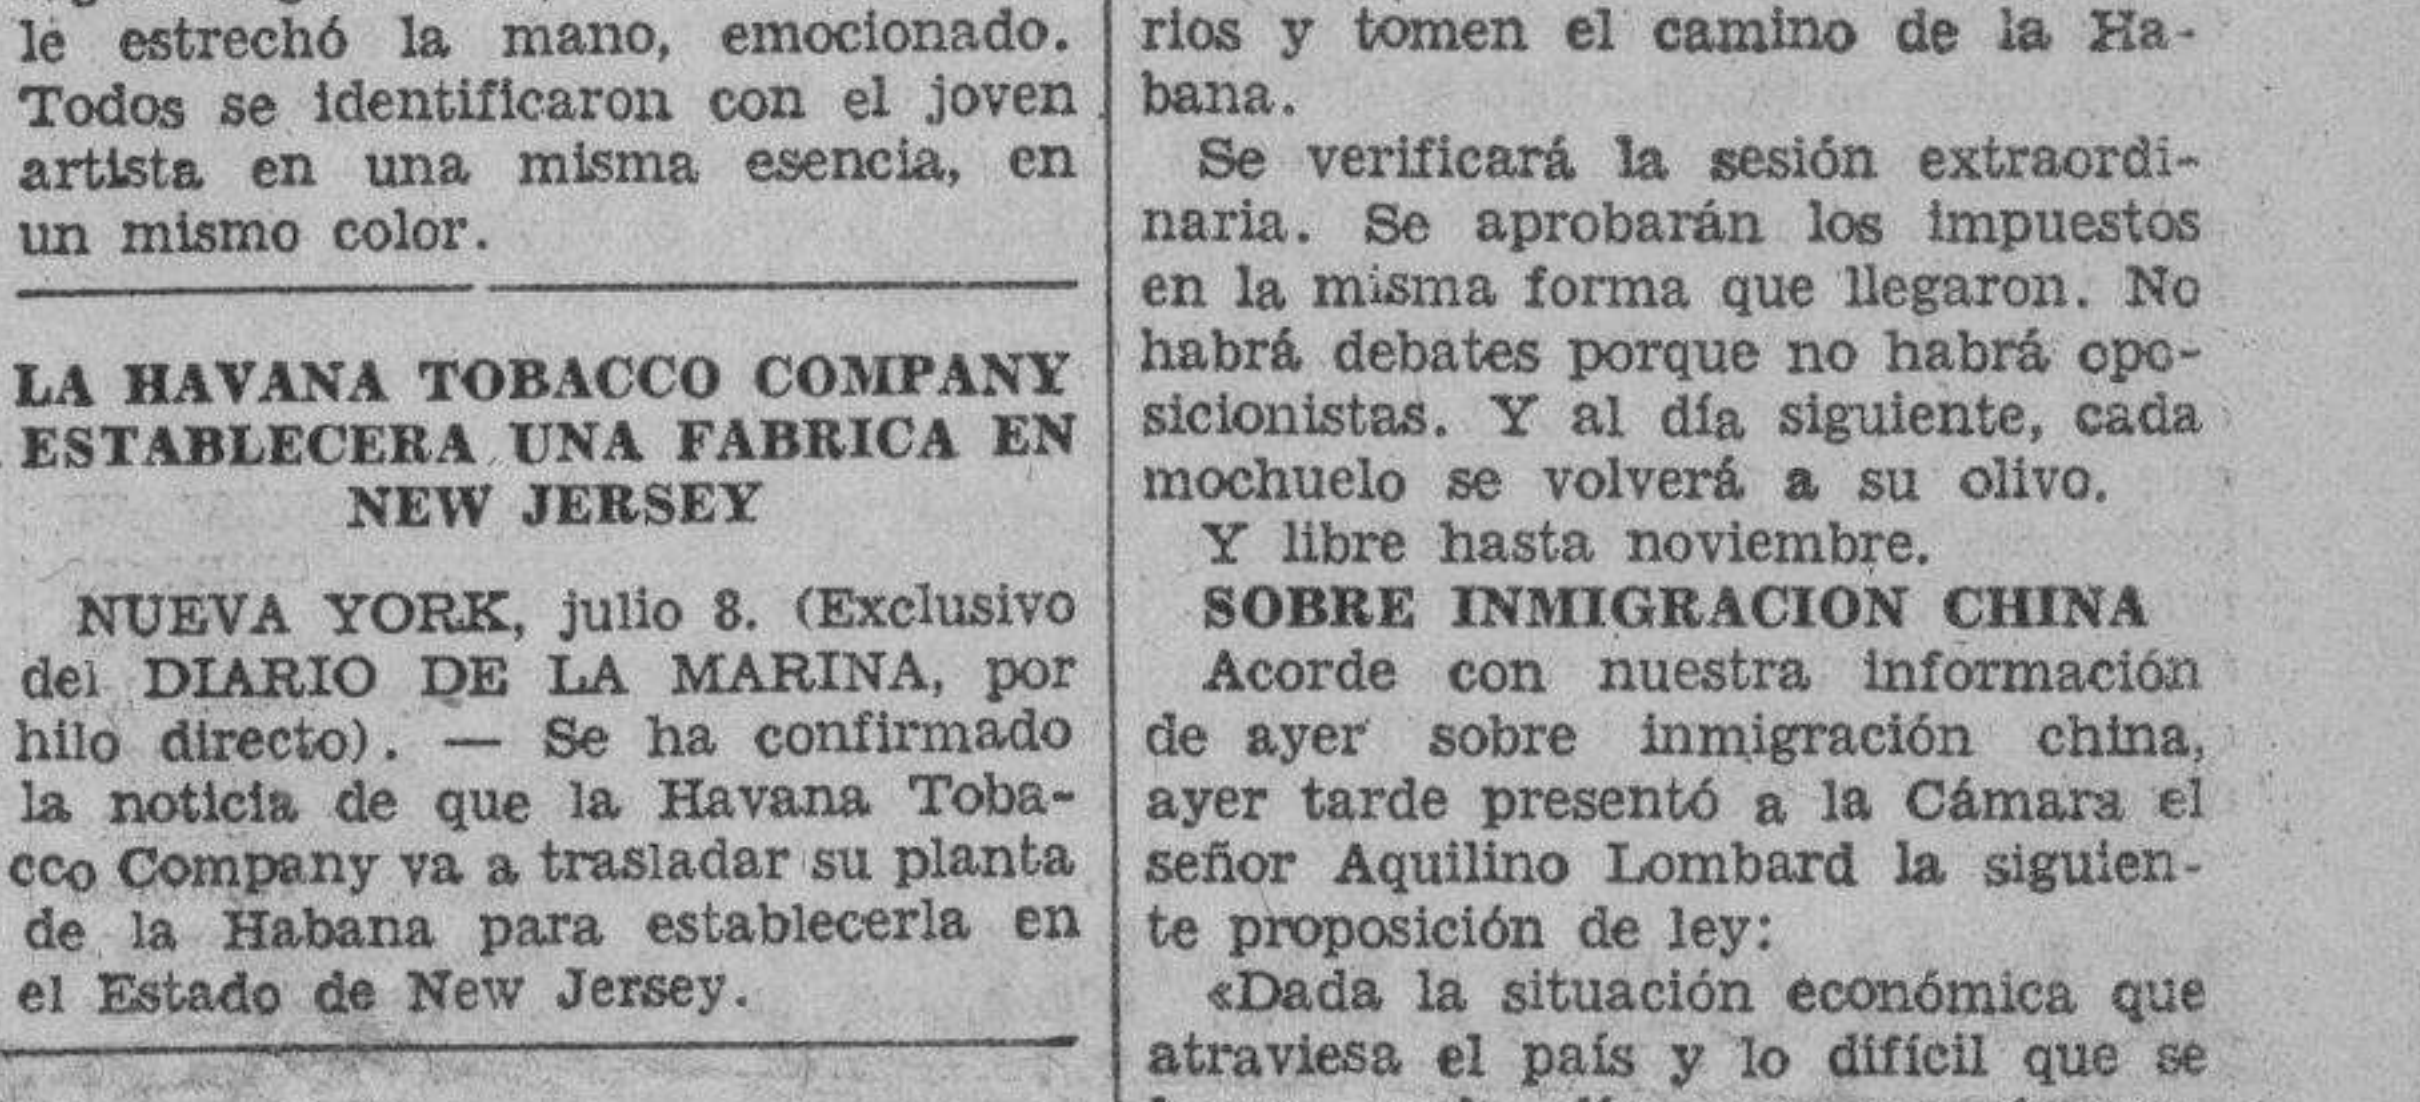 le estrechó la mano, emocionado.
Todos se identificaron con el joven
artista en una misma esencia, en
un mismo color.
LA HAVANA TOBACCO COMPANY
ESTABLECERA UNA FABRICA EN
NEW JERSEY
NUEVA YORK, julio 8. (Exclusivo
del DIARIO DE LA MARINA, por
hilo directo). — Se ha confirmado
la noticia de que la Havana Toba-
cco Company va a trasladar su planta
de la Habana para establecerla en
el Estado de New Jersey.
rios y tomen el camino de la Ha-
bana.
Se verificará la sesión extraordi-
naria. Se aprobarán los impuestos
en la misma forma que llegaron. No
habrá debates porque no habrá opo-
sicionistas. Y al día siguiente, cada
mochuelo se volverá a su olivo.
Y libre hasta noviembre.
SOBRE INMIGRACION CHINA
Acorde con nuestra información
de ayer sobre inmigración china,
ayer tarde presentó a la Cámara el
señor Aquilino Lombard la siguien-
te proposición de ley:
«Dada la situación económica que
atraviesa el país y lo difícil que se